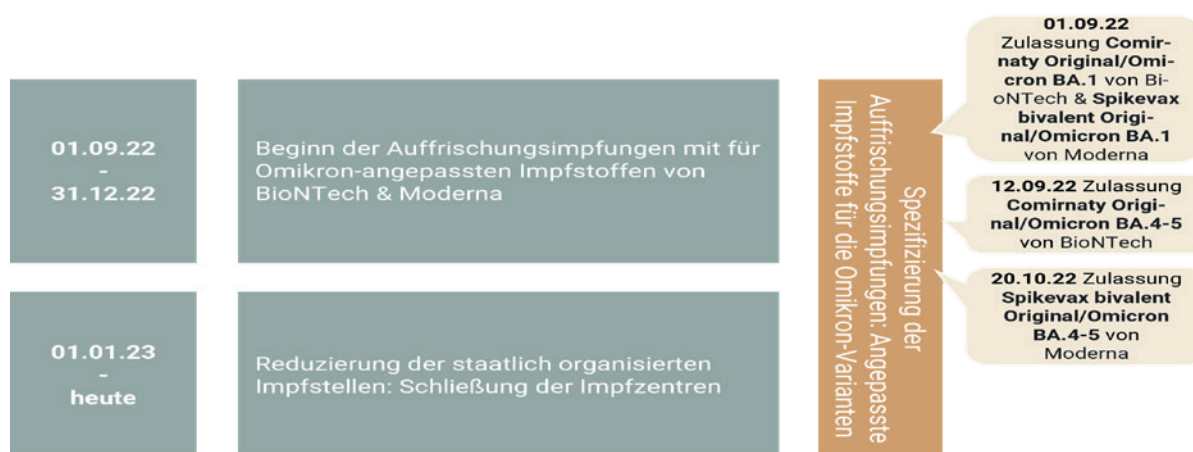 01.09.22
-
31.12.22
Beginn der Auffrischungsimpfungen mit für
Omikron-angepassten Impfstoffen von
BioNTech & Moderna
01.01.23
-
heute
Reduzierung der staatlich organisierten
Impfstellen: Schließung der Impfzentren
Spezifizierung der
Auffrischungsimpfungen: Angepasste
Impfstoffe für die Omikron-Varianten
01.09.22
Zulassung Comir-
naty Original/Omi-
cron BA.1 von Bi-
oNTech & Spikevax
bivalent Origi-
nal/Omicron BA.1
von Moderna
12.09.22 Zulassung
Comirnaty Origi-
nal/Omicron BA.4-5
von BioNTech
20.10.22 Zulassung
Spikevax bivalent
Original/Omicron
BA.4-5 von
Moderna